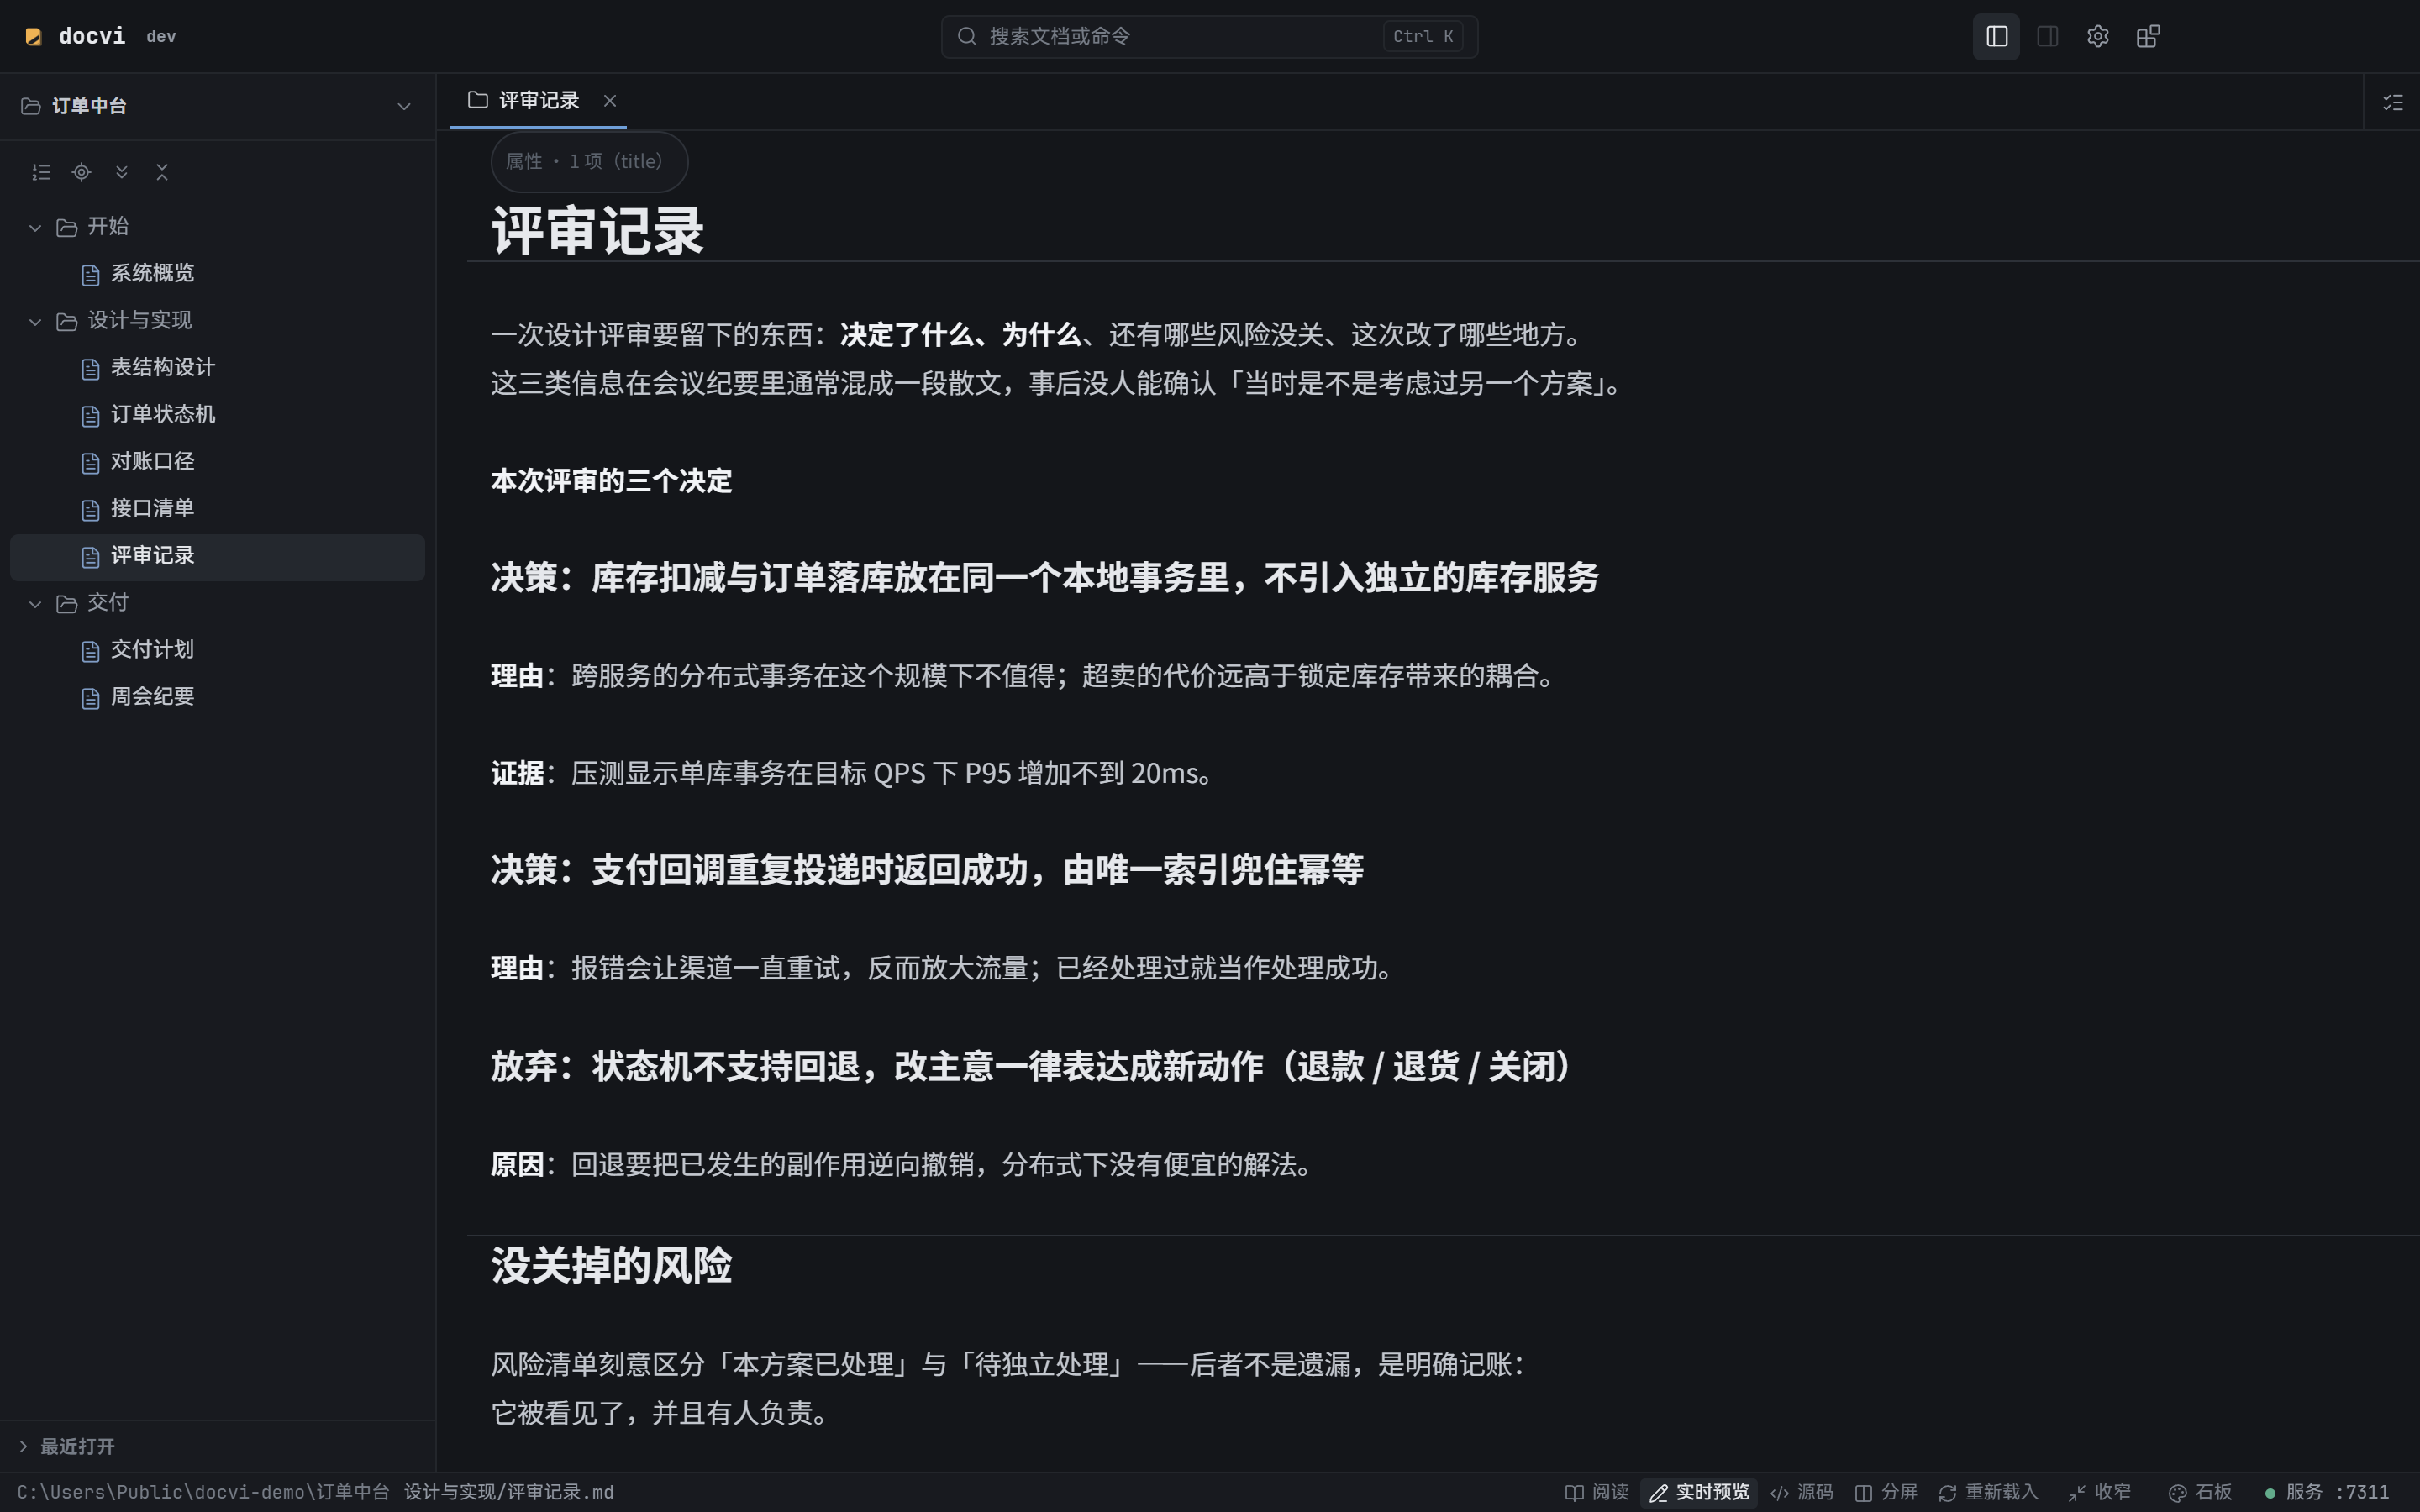 docvi dev
搜索文档或命令 Ctrl K
订单中台
评审记录
开始
系统概览
设计与实现
表结构设计
订单状态机
对账口径
接口清单
评审记录
交付
交付计划
周会纪要
最近打开
属性 • 1 项（title）
评审记录
一次设计评审要留下的东西：决定了什么、为什么、还有哪些风险没关、这次改了哪些地方。
这三类信息在会议纪要里通常混成一段散文，事后没人能确认「当时是不是考虑过另一个方案」。
本次评审的三个决定
决策：库存扣减与订单落库放在同一个本地事务里，不引入独立的库存服务
理由：跨服务的分布式事务在这个规模下不值得；超卖的代价远高于锁定库存带来的耦合。
证据：压测显示单库事务在目标 QPS 下 P95 增加不到 20ms。
决策：支付回调重复投递时返回成功，由唯一索引兜住幂等
理由：报错会让渠道一直重试，反而放大流量；已经处理过就当作处理成功。
放弃：状态机不支持回退，改主意一律表达成新动作（退款 / 退货 / 关闭）
原因：回退要把已发生的副作用逆向撤销，分布式下没有便宜的解法。
没关掉的风险
风险清单刻意区分「本方案已处理」与「待独立处理」——后者不是遗漏，是明确记账：
它被看见了，并且有人负责。
C:\Users\Public\docvi-demo\订单中台 设计与实现/评审记录.md
阅读 实时预览 源码 分屏 重新载入 收窄 石板 服务 :7311